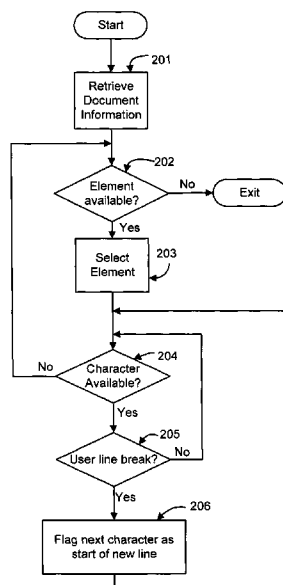 Start
201
Retrieve
Document
Information
202
Element
available?
No
Exit
Yes
Select
Element
203
204
Character
Available?
No
Yes
205
User line break?
No
Yes
206
Flag next character as
start of new line